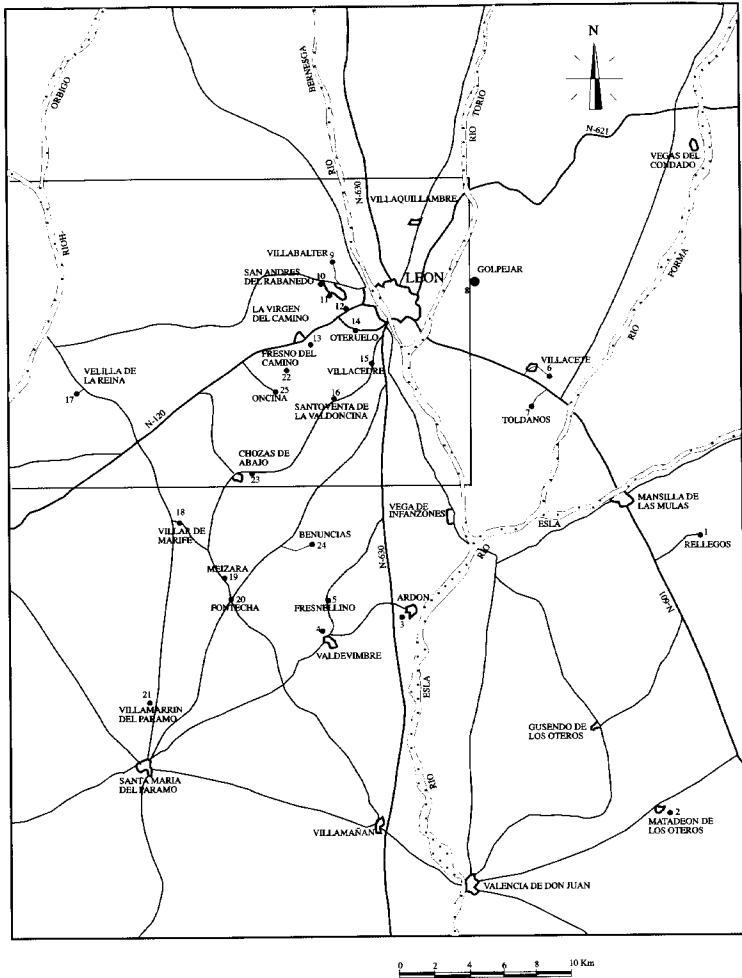 N
ORBIGO
BERNESGA
RIO TORIO
N-621
VEGAS DEL
CONDADO
RIO
N-630
VILLAQUILLAMBRE
RIOH-
PORMA
VILLABALTER
9
SAN ANDRES
DEL RABANEDO
10
11
LEON
GOLPEJAR
8
LA VIRGEN
DEL CAMINO
12
14
OTERUELO
13
RIO
FRESNO DEL
CAMINO
22
15
VILLACEDRE
VILLACETE
6
VELILLA DE
LA REINA
17
25
ONCINA
16
SANTOVENTA DE
LA VALDONCINA
7
TOLDANOS
N-120
CHOZAS DE
ABAJO
23
MANSILLA DE
LAS MULAS
18
VILLAR DE
MARIFE
VEGA DE
INFANZONES
ESLA
1
RELLEGOS
BENUNCIAS
24
RIO
N-630
MEIZARA
19
20
FONTECHA
5
FRESNELLINO
ARDON
3
N-601
4
VALDEVIMBRE
ESLA
21
VILLAMARRIN
DEL PARAMO
GUSENDO DE
LOS OTEROS
SANTA MARIA
DEL PARAMO
RIO
2
MATADEON DE
LOS OTEROS
VILLAMAÑAN
VALENCIA DE DON JUAN
0 2 4 6 8 10 Km